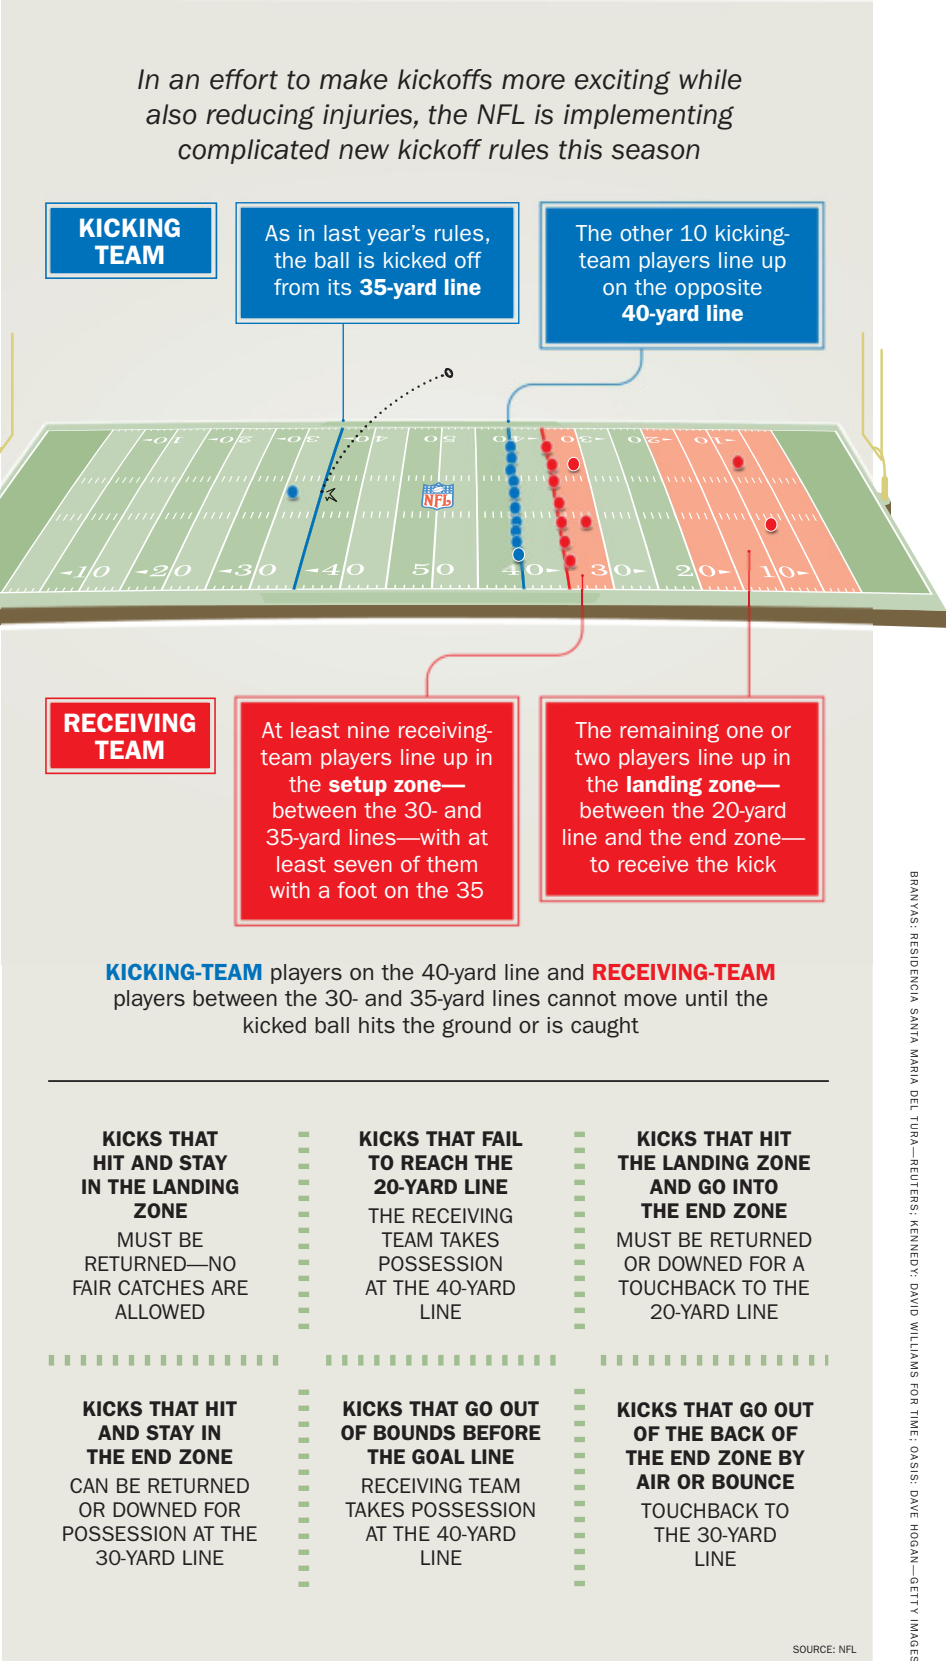 In an effort to make kickoffs more exciting while
also reducing injuries, the NFL is implementing
complicated new kickoff rules this season
KICKING
TEAM
As in last year's rules,
the ball is kicked off
from its 35-yard line
The other 10 kicking-
team players line up
on the opposite
40-yard line
10 20 30 40 50 40 30 20 10
NFL
10 20 30 40 50 40 30 20 10
RECEIVING
TEAM
At least nine receiving-
team players line up in
the setup zone—
between the 30- and
35-yard lines—with at
least seven of them
with a foot on the 35
The remaining one or
two players line up in
the landing zone—
between the 20-yard
line and the end zone—
to receive the kick
KICKING-TEAM players on the 40-yard line and RECEIVING-TEAM
players between the 30- and 35-yard lines cannot move until the
kicked ball hits the ground or is caught
KICKS THAT
HIT AND STAY
IN THE LANDING
ZONE
MUST BE
RETURNED—NO
FAIR CATCHES ARE
ALLOWED
KICKS THAT FAIL
TO REACH THE
20-YARD LINE
THE RECEIVING
TEAM TAKES
POSSESSION
AT THE 40-YARD
LINE
KICKS THAT HIT
THE LANDING ZONE
AND GO INTO
THE END ZONE
MUST BE RETURNED
OR DOWNED FOR A
TOUCHBACK TO THE
20-YARD LINE
KICKS THAT HIT
AND STAY IN
THE END ZONE
CAN BE RETURNED
OR DOWNED FOR
POSSESSION AT THE
30-YARD LINE
KICKS THAT GO OUT
OF BOUNDS BEFORE
THE GOAL LINE
RECEIVING TEAM
TAKES POSSESSION
AT THE 40-YARD
LINE
KICKS THAT GO OUT
OF THE BACK OF
THE END ZONE BY
AIR OR BOUNCE
TOUCHBACK TO
THE 30-YARD
LINE
SOURCE: NFL
BRANYAS: RESIDENCIA SANTA MARIA DEL TURA—REUTERS; KENNEDY: DAVID WILLIAMS FOR TIME; OASIS: DAVE HOGAN—GETTY IMAGES